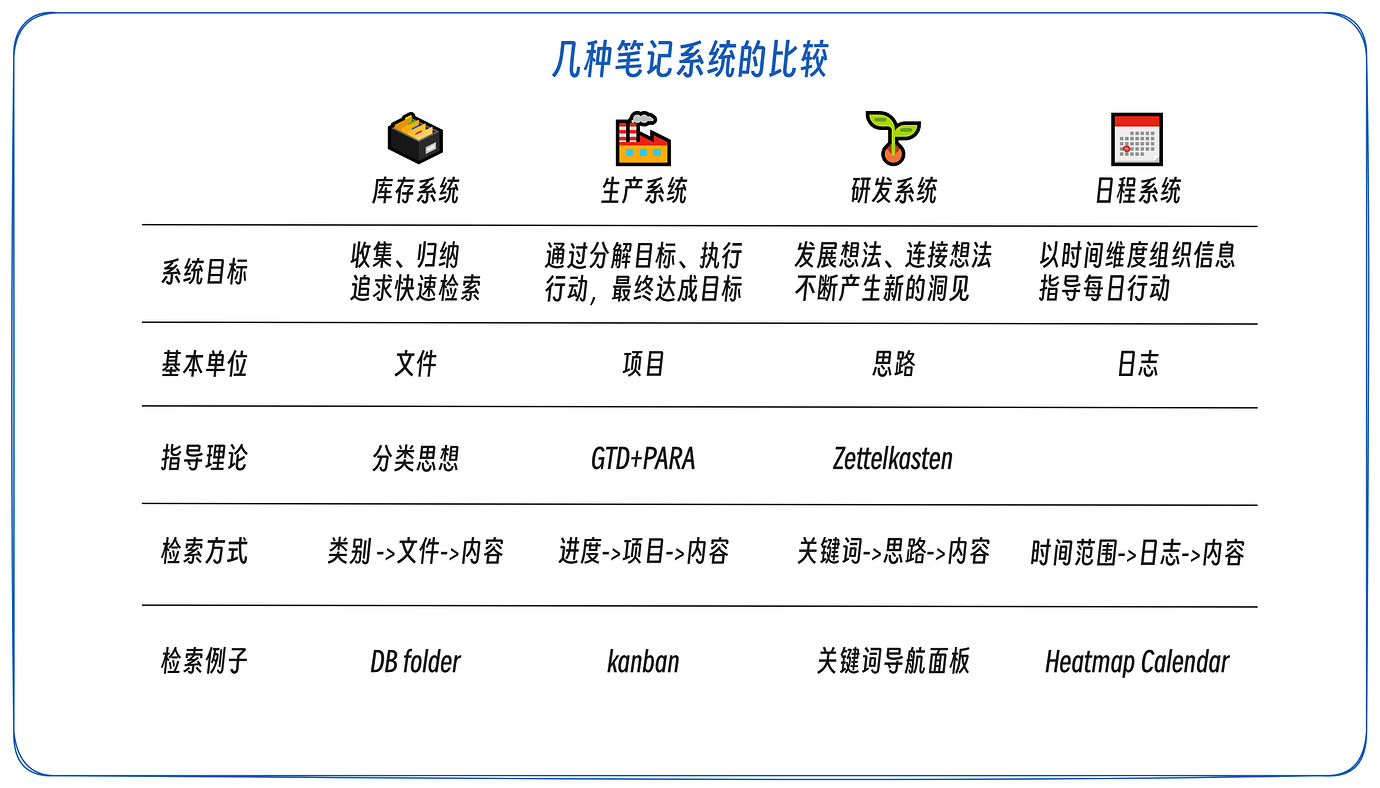 几种笔记系统的比较
库存系统 生产系统 研发系统 日程系统
系统目标
收集、归纳
追求快速检索
通过分解目标、执行
行动，最终达成目标
发展想法、连接想法
不断产生新的洞见
以时间维度组织信息
指导每日行动
基本单位 文件 项目 思路 日志
指导理论 分类思想 GTD+PARA Zettelkasten
检索方式 类别 ->文件->内容 进度->项目->内容 关键词->思路->内容 时间范围->日志->内容
检索例子 DB folder kanban 关键词导航面板 Heatmap Calendar